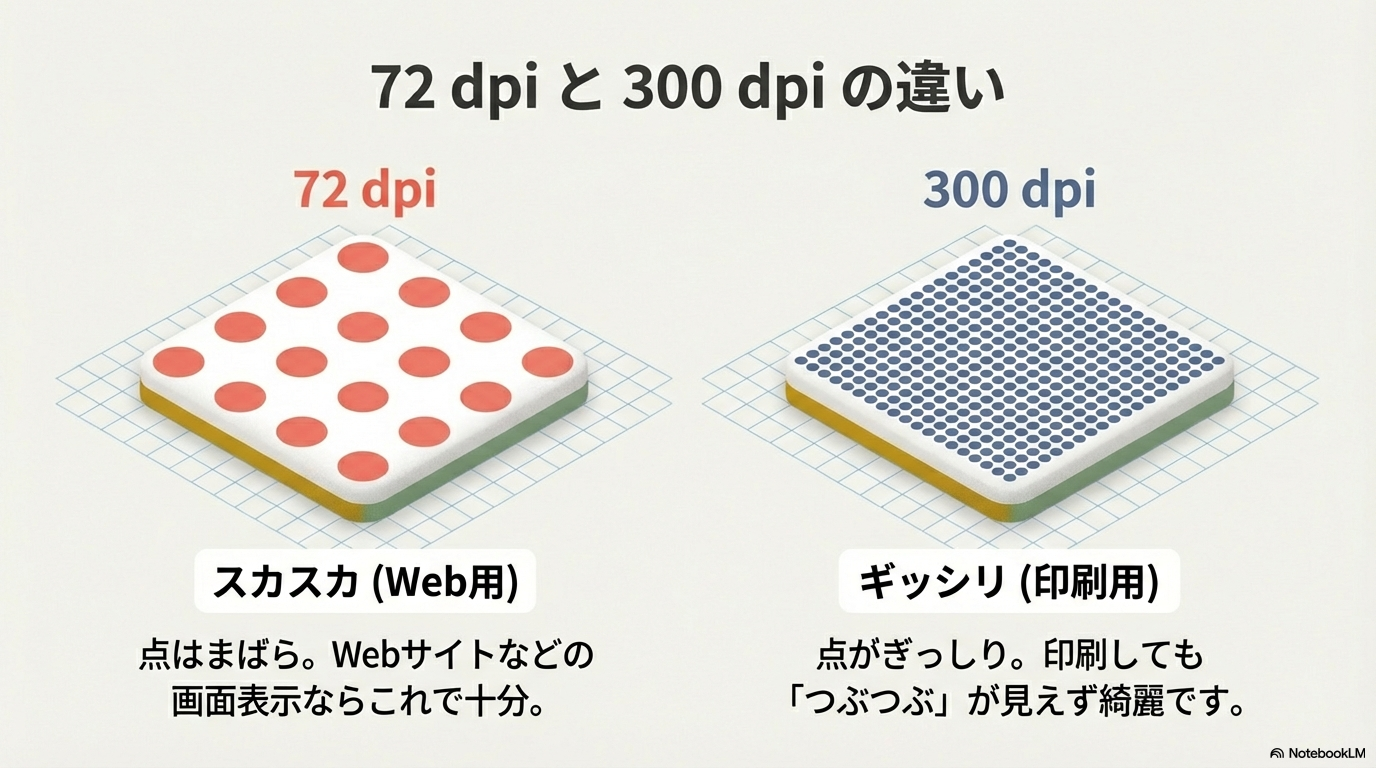 72 dpi と 300 dpi の違い
72 dpi
300 dpi
スカスカ (Web用)
点はまばら。Webサイトなどの
画面表示ならこれで十分。
ギッシリ (印刷用)
点がぎっしり。印刷しても
「つぶつぶ」が見えず綺麗です。
NotebookLM